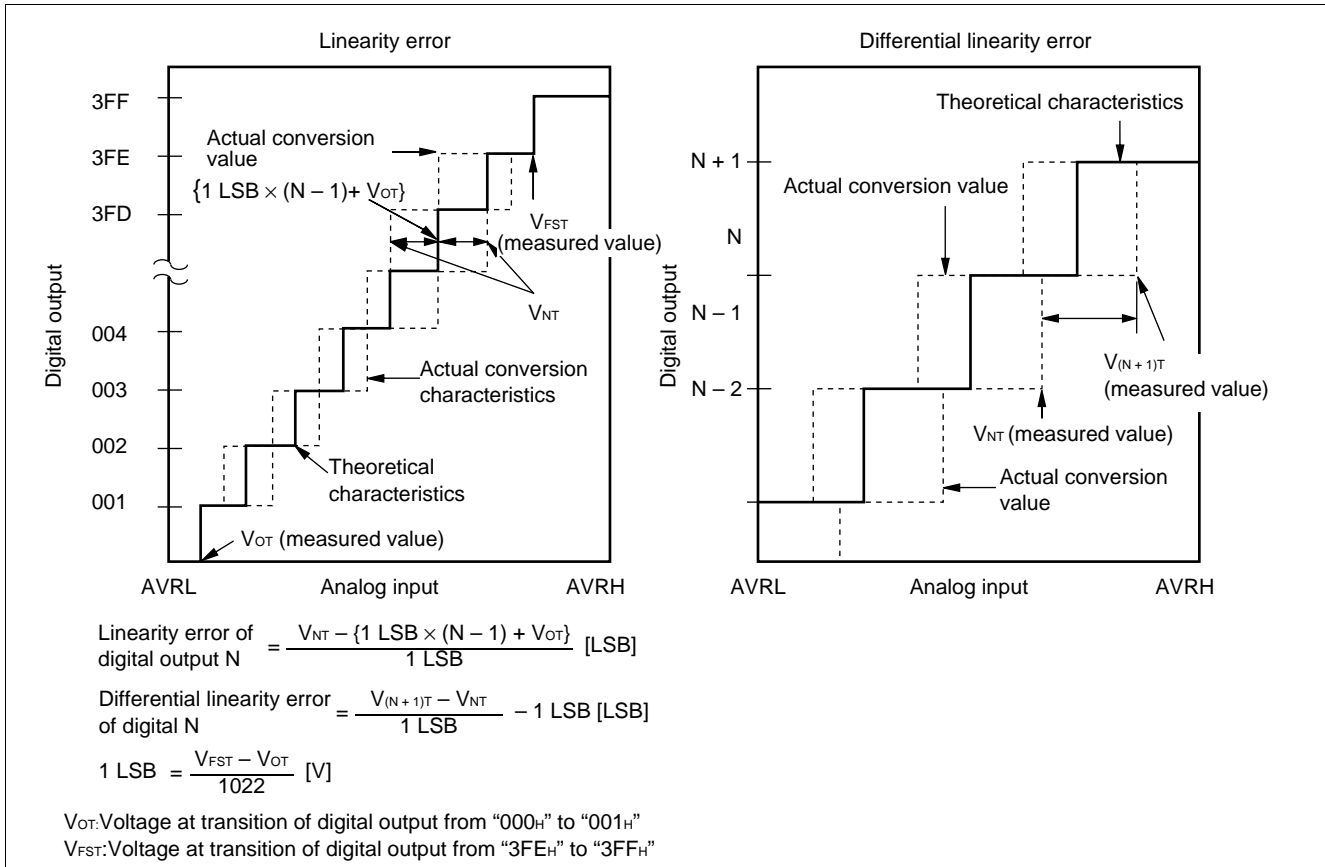 Linearity error
3FF
3FE
3FD
004
003
002
001
Digital output
Actual conversion
value
{1 LSB × (N – 1)+ VOT}
VFST
(measured value)
VNT
Actual conversion
characteristics
Theoretical
characteristics
VOT (measured value)
AVRL
Analog input
AVRH
Differential linearity error
Theoretical characteristics
N + 1
Actual conversion value
N
N – 1
N – 2
Digital output
V(N + 1)T
(measured value)
VNT (measured value)
Actual conversion
value
AVRL
Analog input
AVRH
Linearity error of
digital output N
= VNT – {1 LSB × (N – 1) + VOT} / 1 LSB [LSB]
Differential linearity error
of digital N
= V(N + 1)T – VNT / 1 LSB – 1 LSB [LSB]
1 LSB = VFST – VOT / 1022 [V]
VOT:Voltage at transition of digital output from “000H” to “001H”
VFST:Voltage at transition of digital output from “3FEH” to “3FFH”